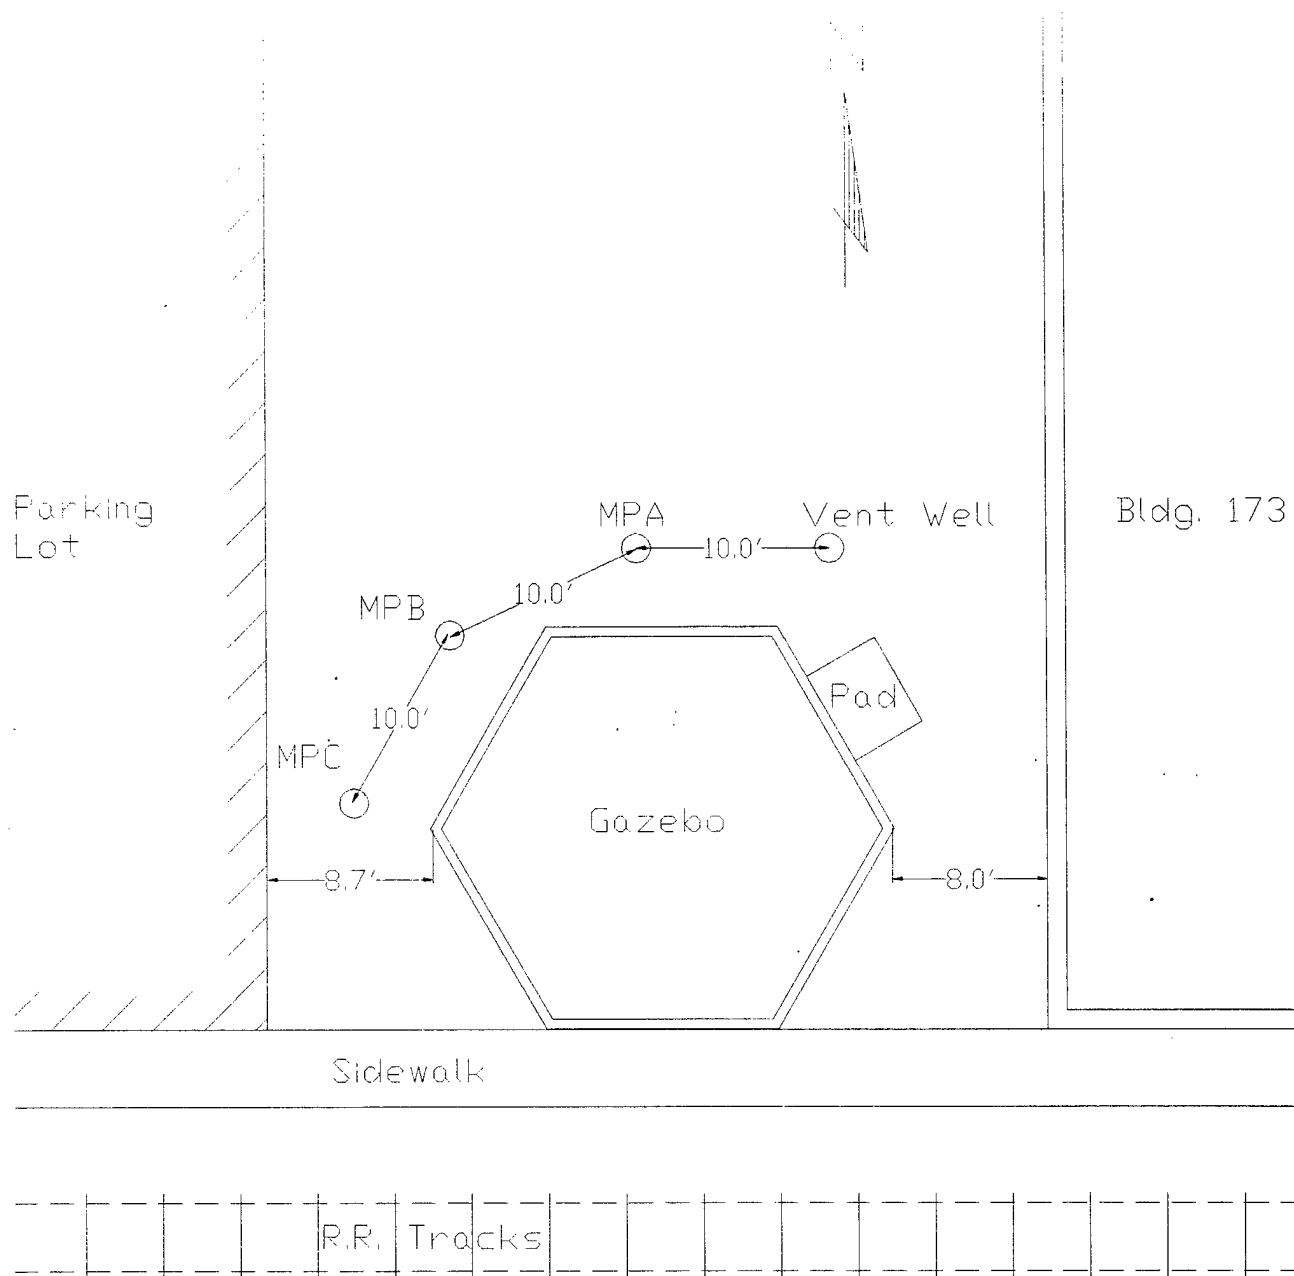 Parking
Lot
MPA
Vent Well
Bldg. 173
10.0'
MPB
10.0'
Pad
10.0'
MPC
Gazebo
8.7'
8.0'
Sidewalk
R.R. Tracks